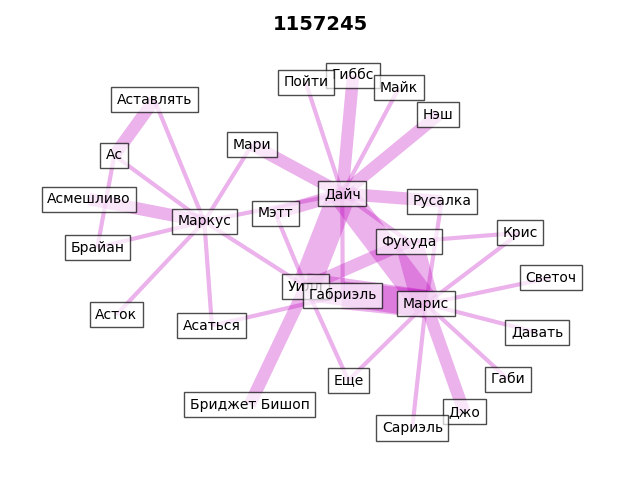 1157245
Гиббс
Пойти
Майк
Аставлять
Нэш
Мари
Ас
Дайч
Асмешливо
Русалка
Мэтт
Маркус
Крис
Фукуда
Брайан
Светоч
Уилл
Габриэль
Марис
Асток
Асаться
Давать
Габи
Еще
Бриджет Бишоп
Джо
Сариэль